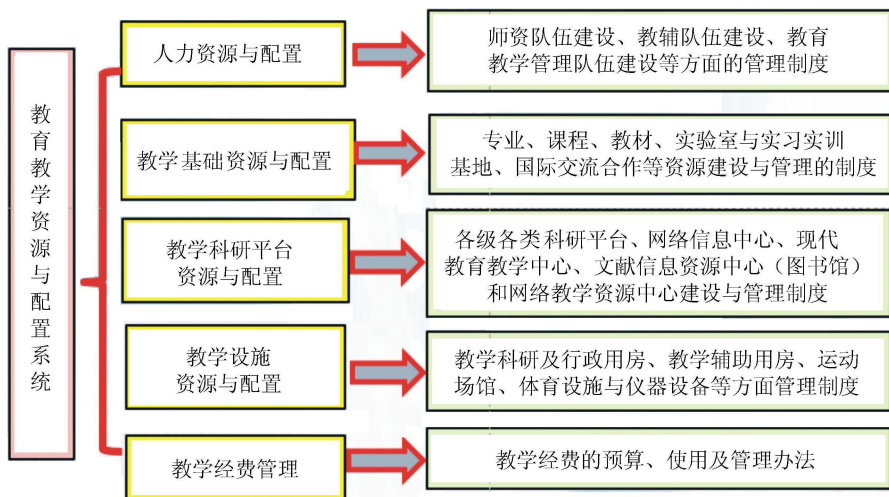 教育教学资源与配置系统
人力资源与配置
师资队伍建设、教辅队伍建设、教育
教学管理队伍建设等方面的管理制度
教学基础资源与配置
专业、课程、教材、实验室与实习实训
基地、国际交流合作等资源建设与管理的制度
教学科研平台
资源与配置
各级各类科研平台、网络信息中心、现代
教育教学中心、文献信息资源中心（图书馆）
和网络教学资源中心建设与管理制度
教学设施
资源与配置
教学科研及行政用房、教学辅助用房、运动
场馆、体育设施与仪器设备等方面管理制度
教学经费管理
教学经费的预算、使用及管理办法